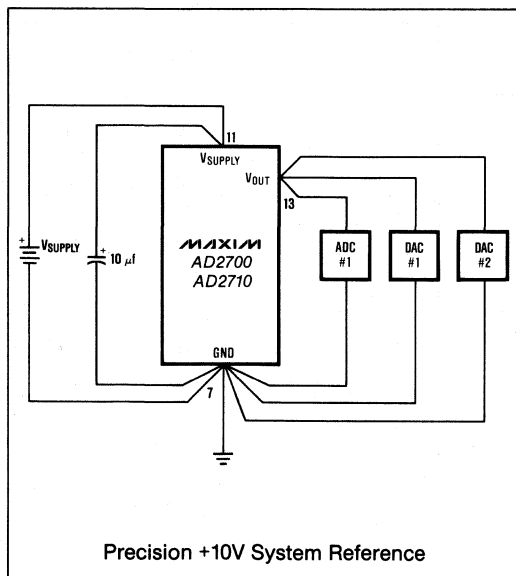 11
VSUPPLY
VOUT
13
+
VSUPPLY
+
10 μf
MAXIM
AD2700
AD2710
ADC
#1
DAC
#1
DAC
#2
GND
7
Precision +10V System Reference